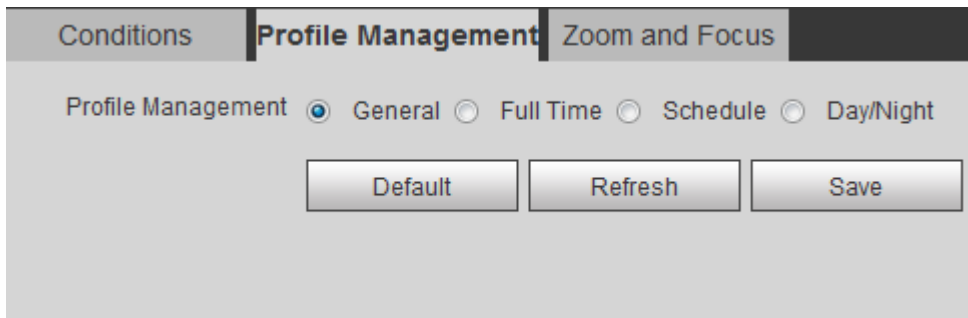 Conditions Profile Management Zoom and Focus
Profile Management General Full Time Schedule Day/Night
Default Refresh Save